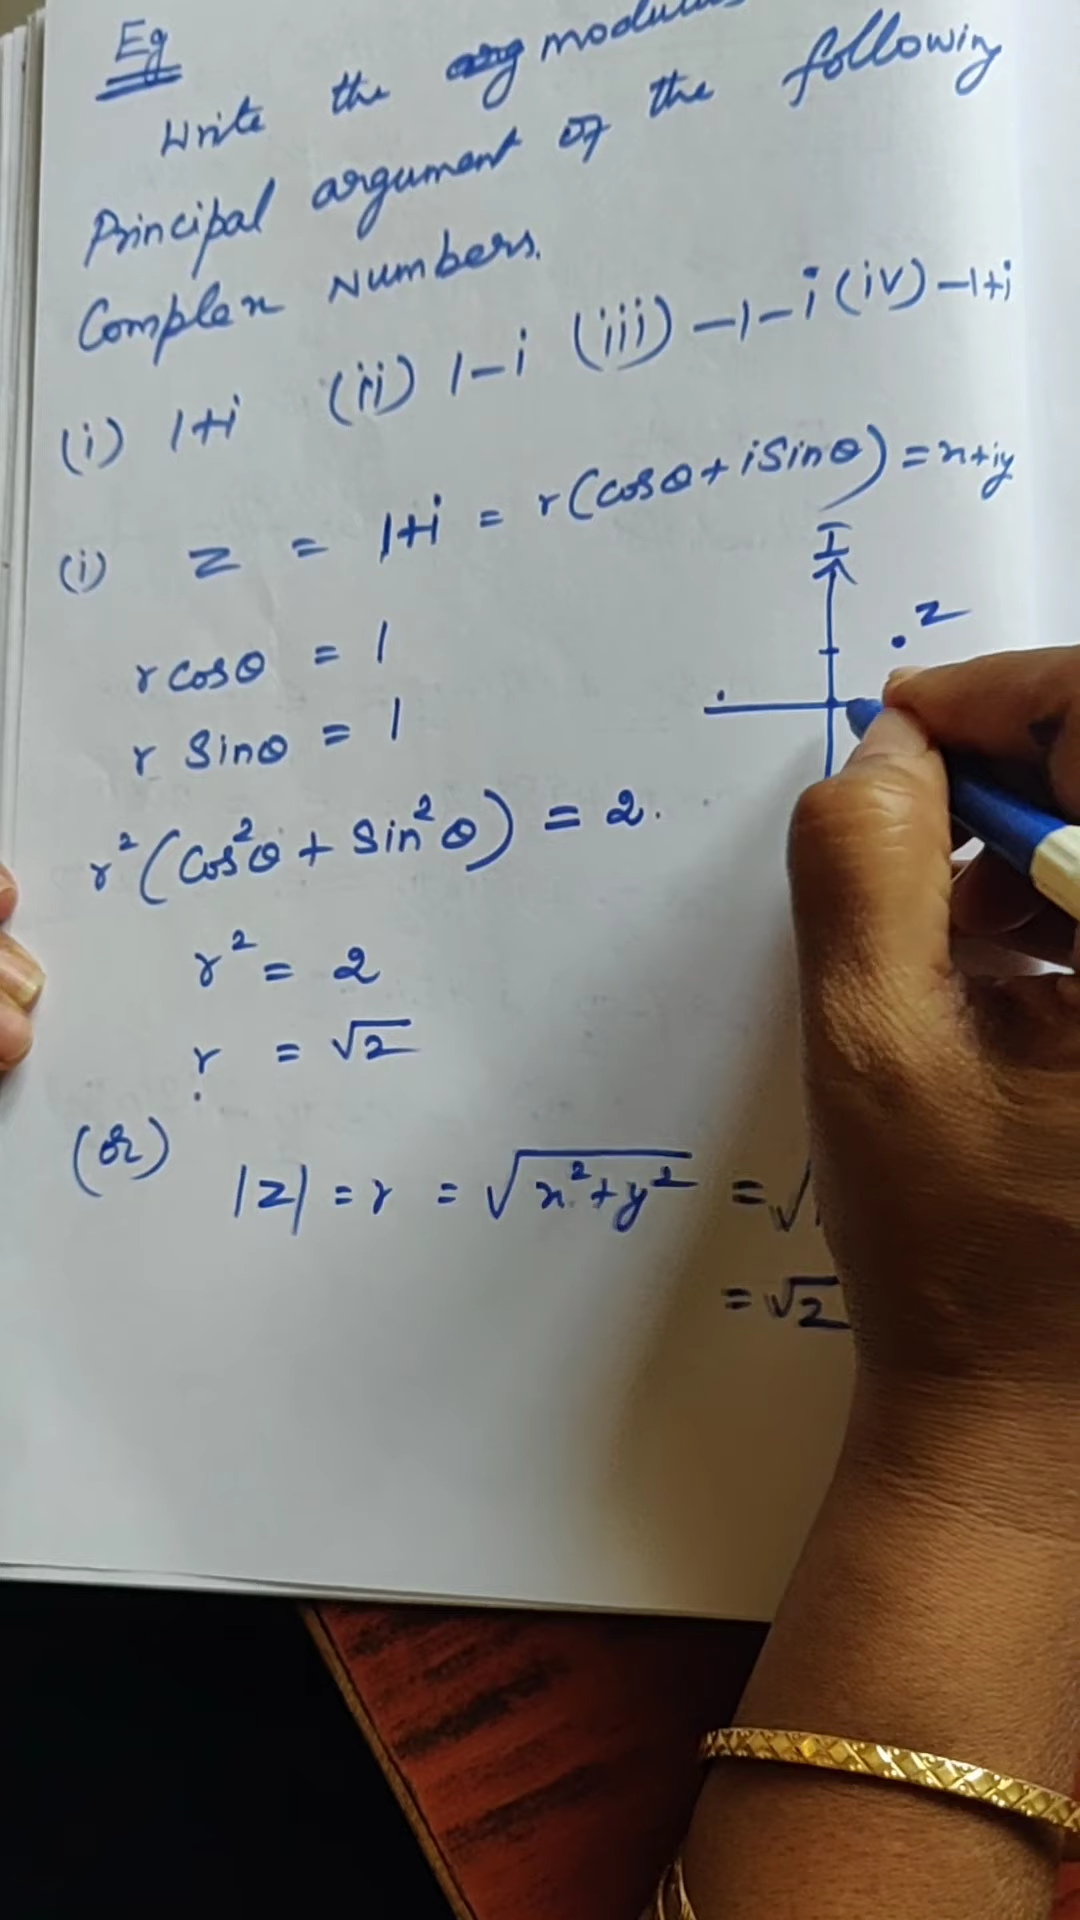 Eg
Write the modulus
Principal argument of the following
Complex Numbers.
(i) 1+i (ii) 1-i (iii) -1-i (iv) -1+i
(i) z = 1+i = r(cosθ + i Sinθ) = x+iy
I
z
r cosθ = 1
r Sinθ = 1
r²(Cos²θ + Sin²θ) = 2.
r² = 2
r = √2
(or)
|z| = r = √x²+y² = √
= √2